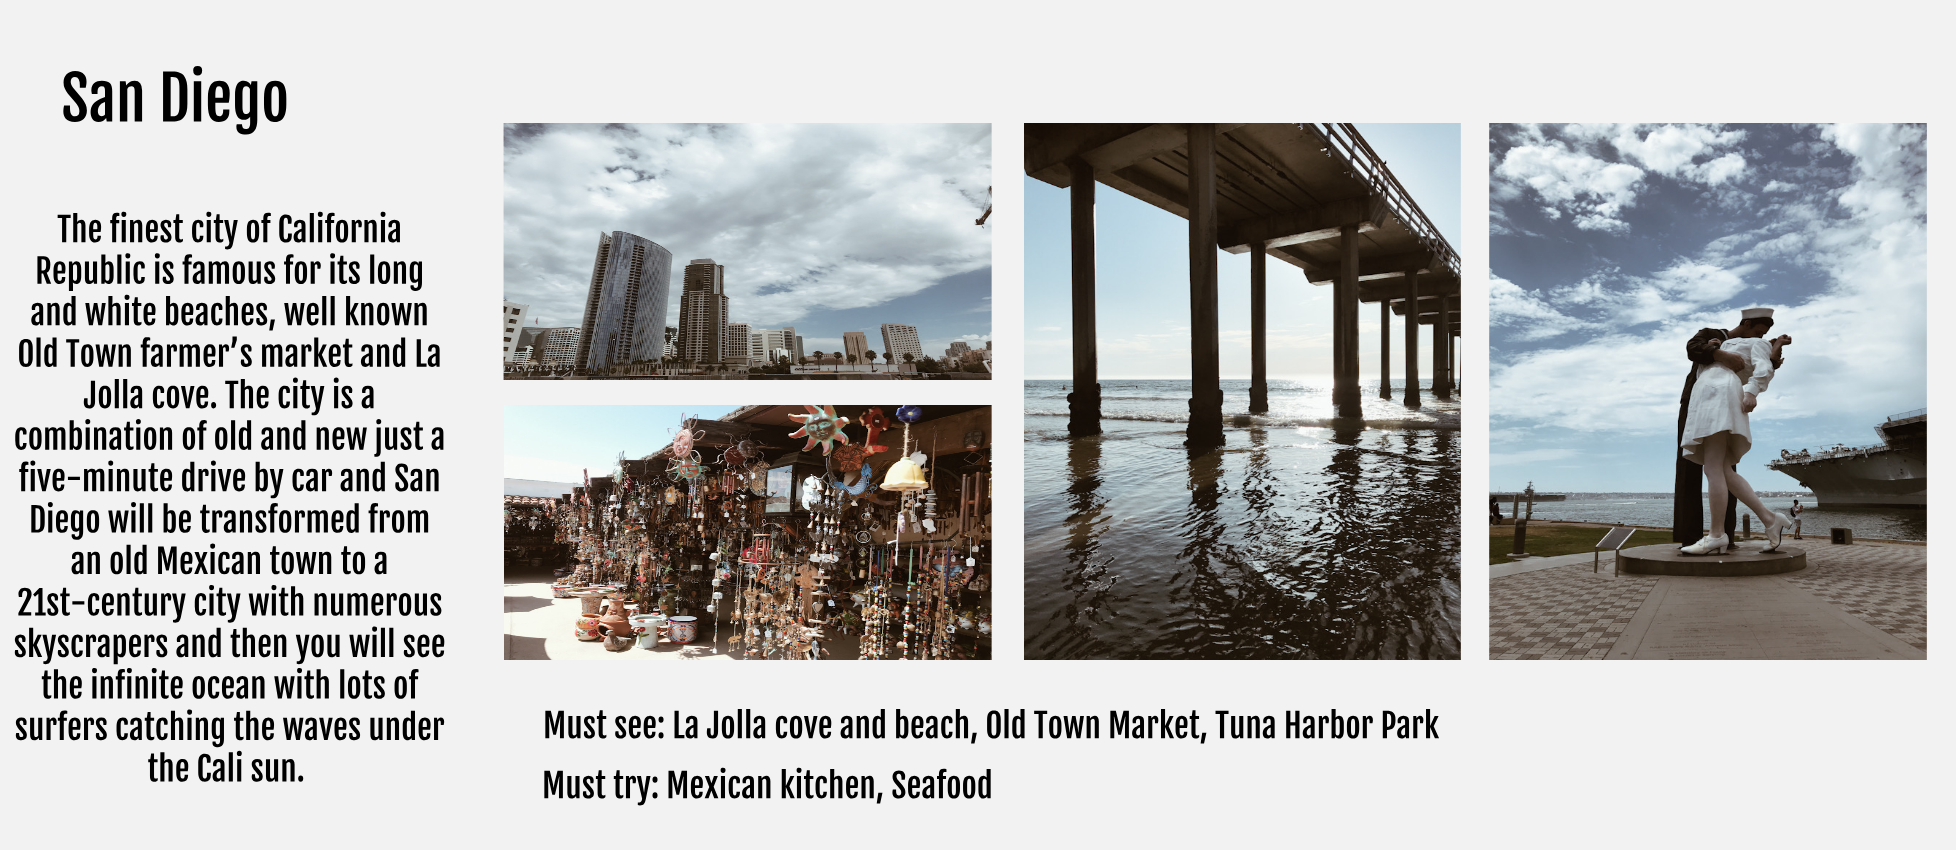 San Diego
The finest city of California
Republic is famous for its long
and white beaches, well known
Old Town farmer’s market and La
Jolla cove. The city is a
combination of old and new just a
five-minute drive by car and San
Diego will be transformed from
an old Mexican town to a
21st-century city with numerous
skyscrapers and then you will see
the infinite ocean with lots of
surfers catching the waves under
the Cali sun.
Must see: La Jolla cove and beach, Old Town Market, Tuna Harbor Park
Must try: Mexican kitchen, Seafood